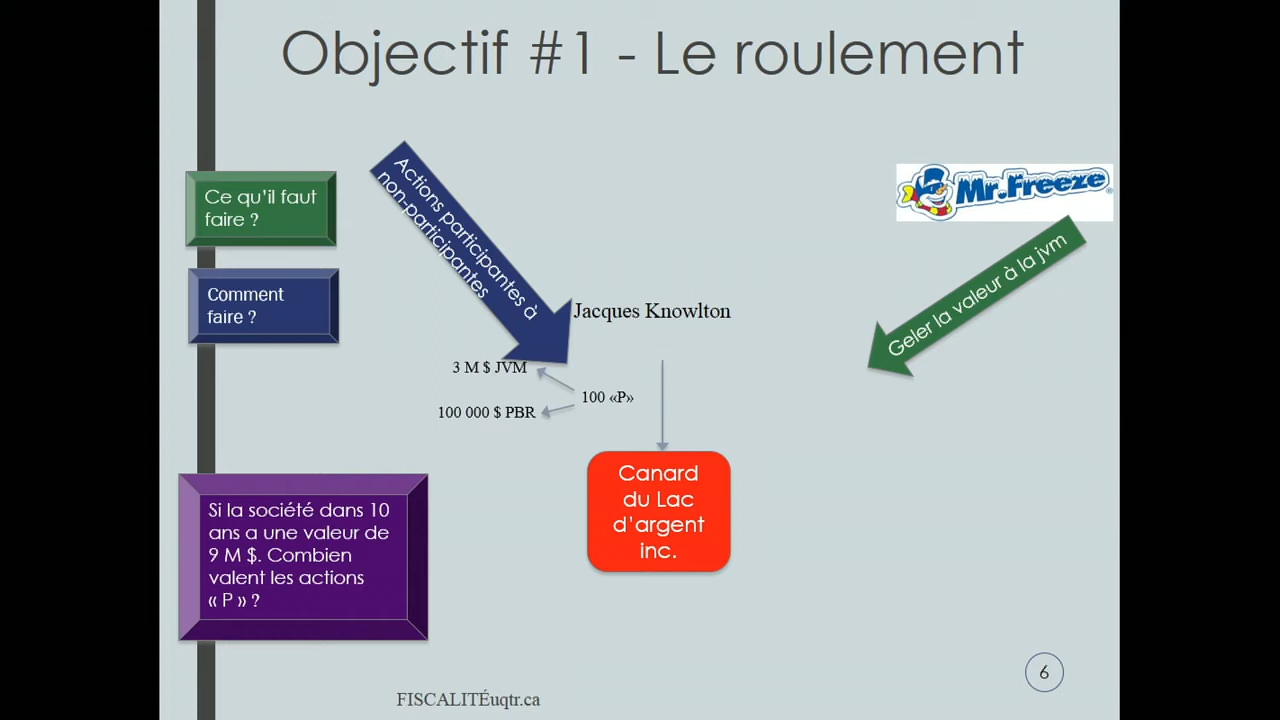 Objectif #1 - Le roulement
Ce qu'il faut
faire ?
Comment
faire ?
Actions participantes à
non-participantes
Mr.Freeze
Geler la valeur à la jvm
Jacques Knowlton
3 M $ JVM
100 «P»
100 000 $ PBR
Canard
du Lac
d'argent
inc.
Si la société dans 10
ans a une valeur de
9 M $. Combien
valent les actions
« P » ?
FISCALITÉuqtr.ca
6